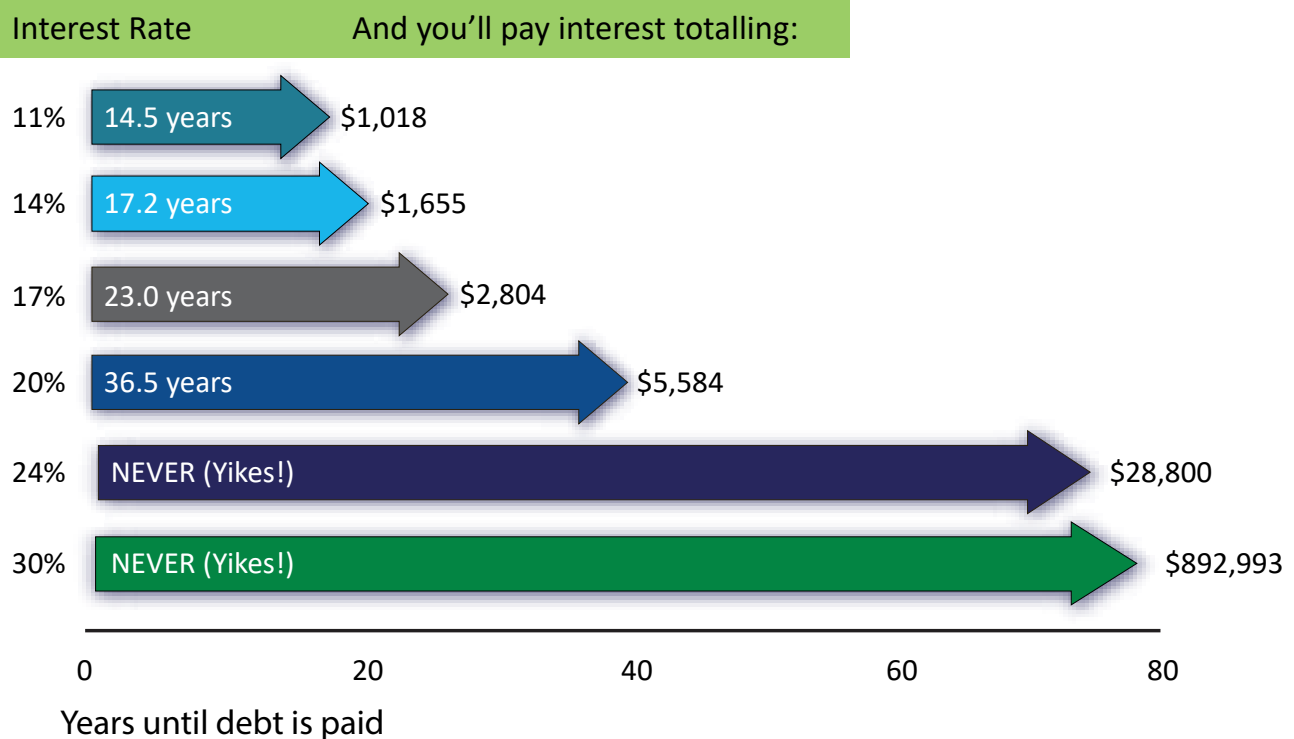 Interest Rate And you’ll pay interest totalling:
11% 14.5 years $1,018
14% 17.2 years $1,655
17% 23.0 years $2,804
20% 36.5 years $5,584
24% NEVER (Yikes!) $28,800
30% NEVER (Yikes!) $892,993
0 20 40 60 80
Years until debt is paid